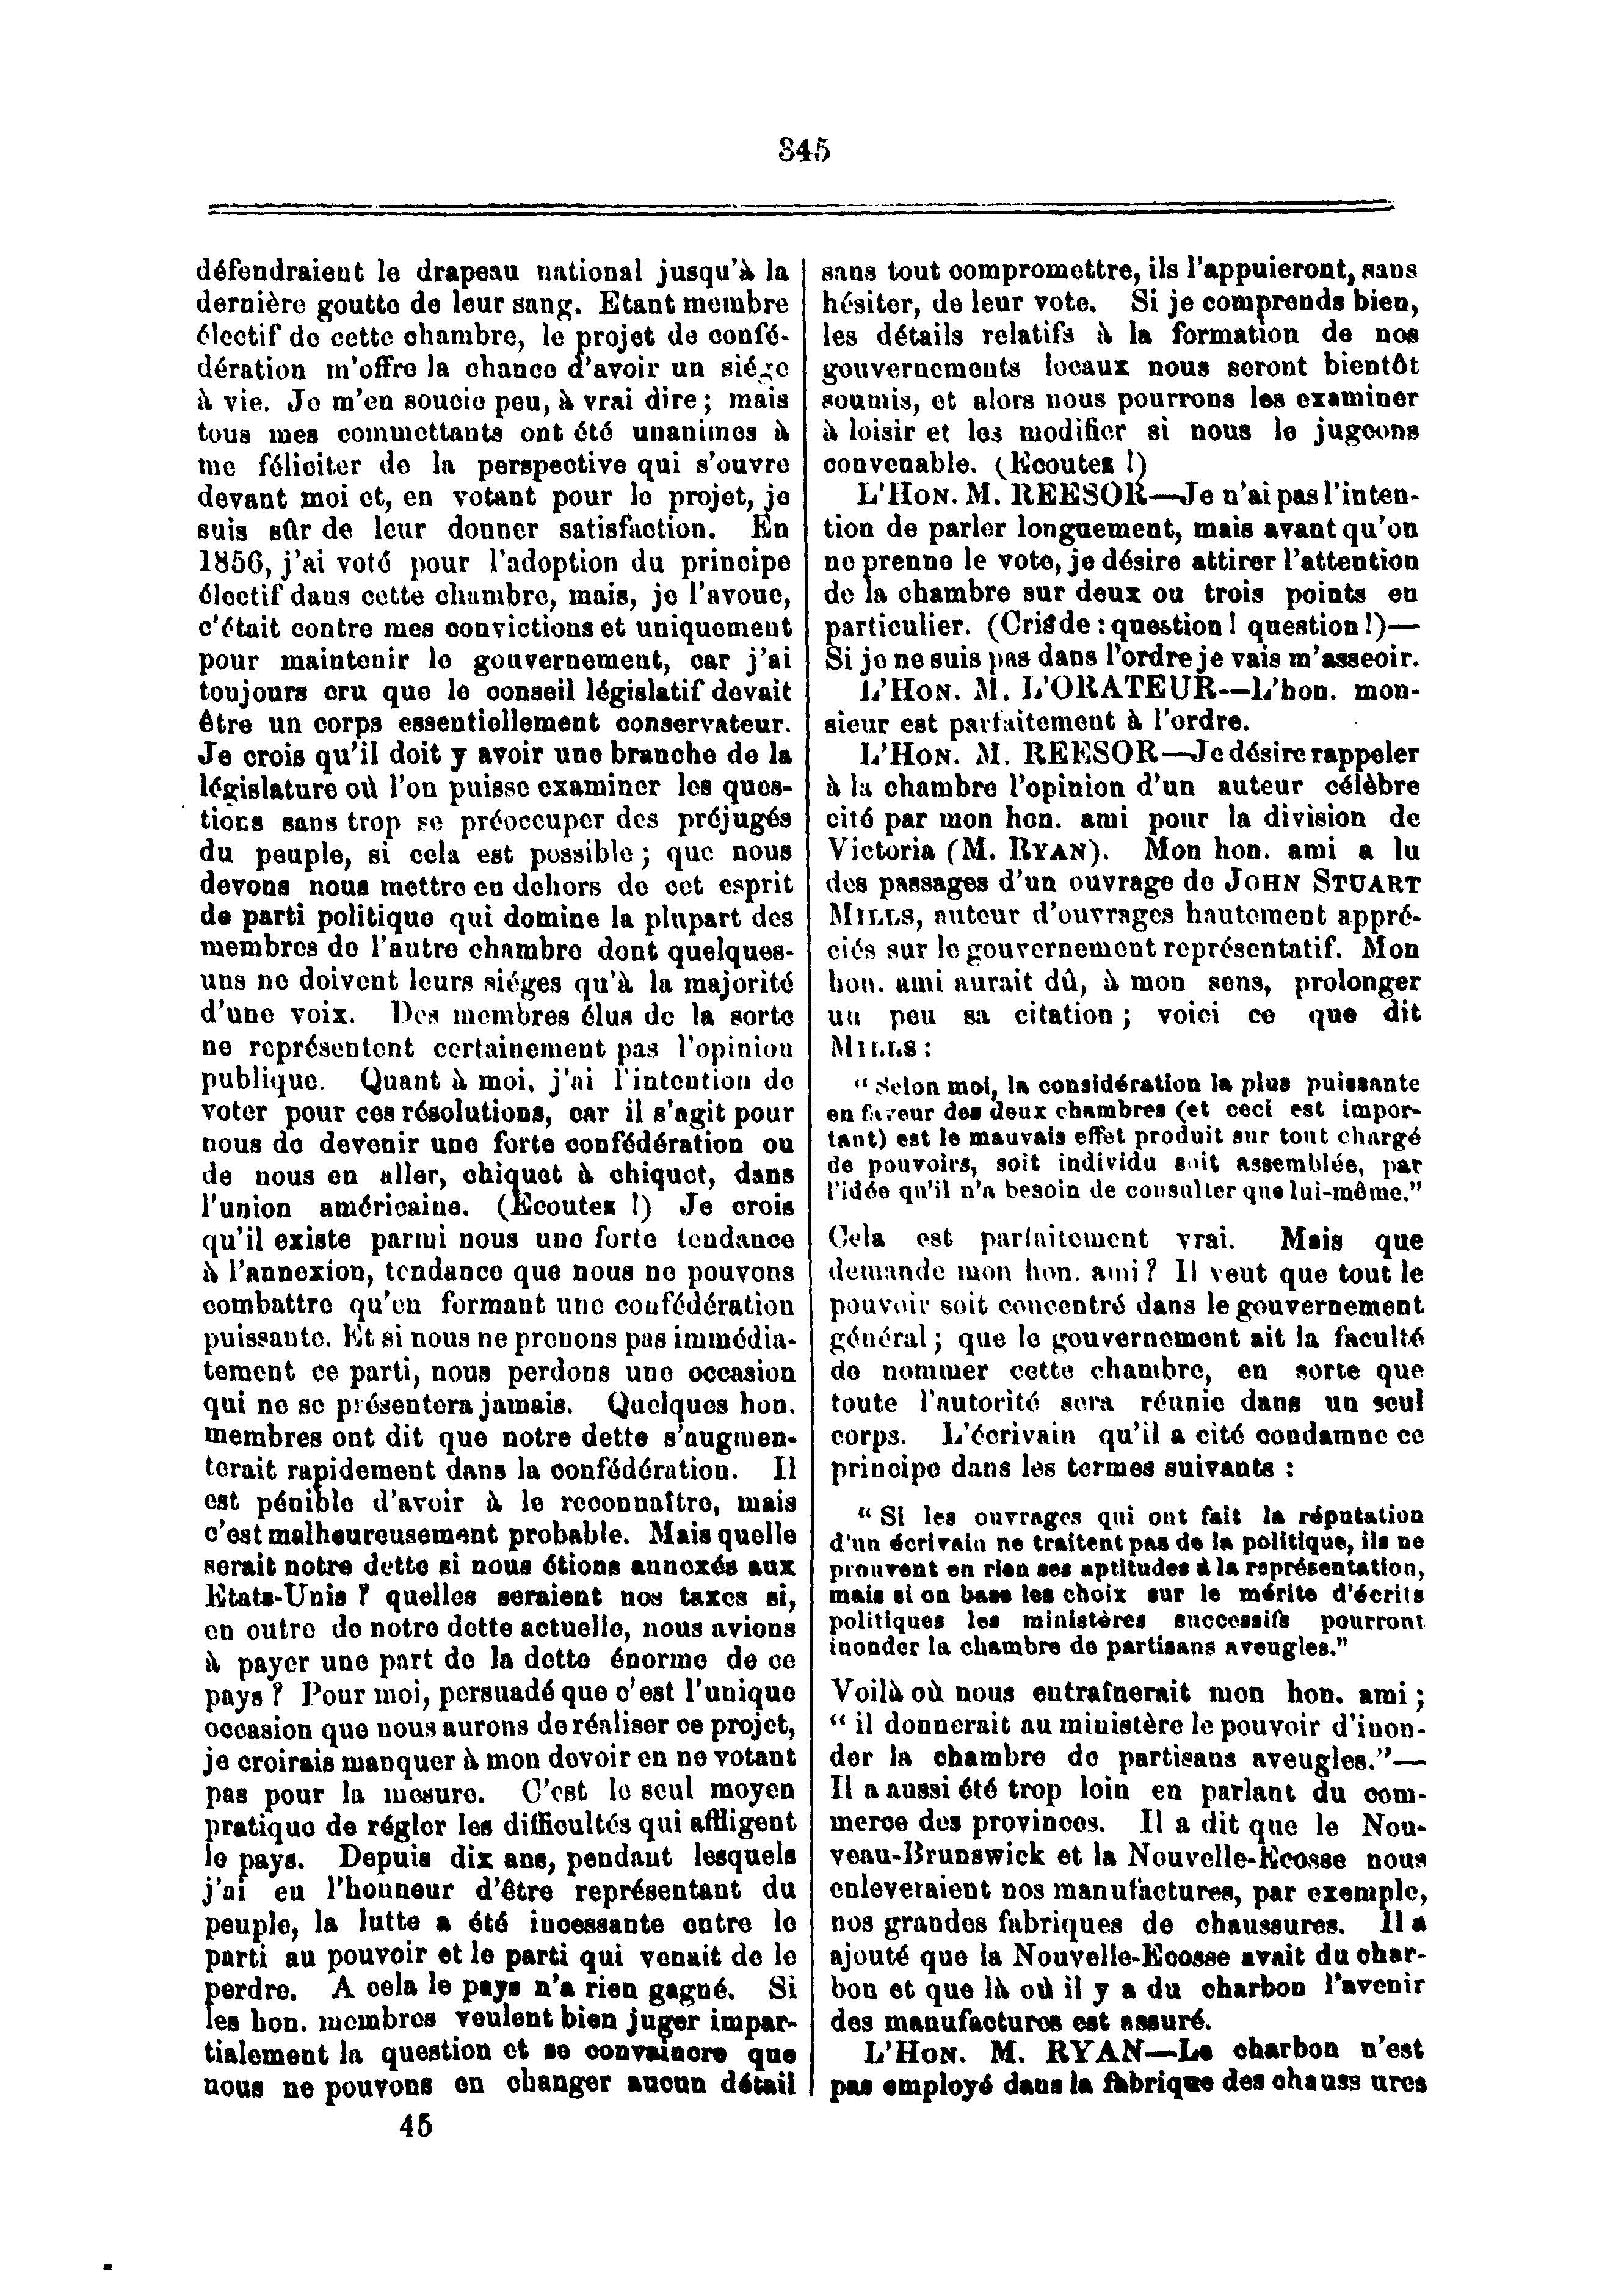 345
défendraient le drapeau national jusqu'à la
dernière goutte de leur sang. Etant membre
électif de cette chambre, le projet de confé-
dération m'offre la chance d'avoir un siége
à vie. Je m'en soucie peu, à vrai dire ; mais
tous mes commettants ont été unanimes à
me féliciter de la perspective qui s'ouvre
devant moi et, en votant pour le projet, je
suis sûr de leur donner satisfaction. En
1856, j'ai voté pour l'adoption du principe
électif dans cette chambre, mais, je l'avoue,
c'était contre mes convictions et uniquement
pour maintenir le gouvernement, car j'ai
toujours cru que le conseil législatif devait
être un corps essentiellement conservateur.
Je crois qu'il doit y avoir une branche de la
législature où l'on puisse examiner les ques-
tions sans trop se préoccuper des préjugés
du peuple, si cela est possible ; que nous
devons nous mettre en dehors de cet esprit
de parti politique qui domine la plupart des
membres de l'autre chambre dont quelques-
uns ne doivent leurs siéges qu'à la majorité
d'une voix. Des membres élus de la sorte
ne représentent certainement pas l'opinion
publique. Quant à moi, j'ai l'intention de
voter pour ces résolutions, car il s'agit pour
nous de devenir une forte confédération ou
de nous en aller, chiquet à chiquet, dans
l'union américaine. (Ecoutez !) Je crois
qu'il existe parmi nous une forte tendance
à l'annexion, tendance que nous ne pouvons
combattre qu'en formant une confédération
puissante. Et si nous ne prenons pas immédia-
tement ce parti, nous perdons une occasion
qui ne se présentera jamais. Quelques hon.
membres ont dit que notre dette s'augmen-
terait rapidement dans la confédération. Il
est pénible d'avoir à le reconnaître, mais
c'est malheureusement probable. Mais quelle
serait notre dette si nous étions annexés aux
Etats-Unis ? quelles seraient nos taxes si,
en outre de notre dette actuelle, nous avions
à payer une part de la dette énorme de ce
pays ? Pour moi, persuadé que c'est l'unique
occasion que nous aurons de réaliser ce projet,
je croirais manquer à mon devoir en ne votant
pas pour la mesure. C'est le seul moyen
pratique de régler les difficultés qui affligent
le pays. Depuis dix ans, pendant lesquels
j'ai eu l'honneur d'être représentant du
peuple, la lutte a été incessante entre le
parti au pouvoir et le parti qui venait de le
perdre. A cela le pays n'a rien gagné. Si
les hon. membres veulent bien juger impar-
tialement la question et se convaincre que
nous ne pouvons en changer aucun détail
45
sans tout compromettre, ils l'appuieront, sans
hésiter, de leur vote. Si je comprends bien,
les détails relatifs à la formation de nos
gouvernements locaux nous seront bientôt
soumis, et alors nous pourrons les examiner
à loisir et les modifier si nous le jugeons
convenable. (Ecoutez !)
L'HON. M. REESOR—Je n'ai pas l'inten-
tion de parler longuement, mais avant qu'on
ne prenne le vote, je désire attirer l'attention
de la chambre sur deux ou trois points en
particulier. (Cris de : question ! question !)—
Si je ne suis pas dans l'ordre je vais m'asseoir.
L'HON. M. L'ORATEUR—L'hon. mon-
sieur est parfaitement à l'ordre.
L'HON. M. REESOR—Je désire rappeler
à la chambre l'opinion d'un auteur célèbre
cité par mon hon. ami pour la division de
Victoria (M. RYAN). Mon hon. ami a lu
des passages d'un ouvrage de JOHN STUART
MILLS, auteur d'ouvrages hautement appré-
ciés sur le gouvernement représentatif. Mon
hon. ami aurait dû, à mon sens, prolonger
un peu sa citation ; voici ce que dit
MILLS :
" Selon moi, la considération la plus puissante
en faveur des deux chambres (et ceci est impor-
tant) est le mauvais effet produit sur tout chargé
de pouvoirs, soit individu soit assemblée, par
l'idée qu'il n'a besoin de consulter que lui-même."
Cela est parfaitement vrai. Mais que
demande mon hon. ami ? Il veut que tout le
pouvoir soit concentré dans le gouvernement
général ; que le gouvernement ait la faculté
de nommer cette chambre, en sorte que
toute l'autorité sera réunie dans un seul
corps. L'écrivain qu'il a cité condamne ce
principe dans les termes suivants :
" Si les ouvrages qui ont fait la réputation
d'un écrivain ne traitent pas de la politique, ils ne
prouvent en rien ses aptitudes à la représentation,
mais si on base les choix sur le mérite d'écrits
politiques les ministères successifs pourront
inonder la chambre de partisans aveugles."
Voilà où nous entraînerait mon hon. ami ;
" il donnerait au ministère le pouvoir d'inon-
der la chambre de partisans aveugles."—
Il a aussi été trop loin en parlant du com-
merce des provinces. Il a dit que le Nou-
veau-Brunswick et la Nouvelle-Ecosse nous
enleveraient nos manufactures, par exemple,
nos grandes fabriques de chaussures. Il a
ajouté que la Nouvelle-Ecosse avait du char-
bon et que là où il y a du charbon l'avenir
des manufactures est assuré.
L'HON. M. RYAN—Le charbon n'est
pas employé dans la fabrique des chauss ures